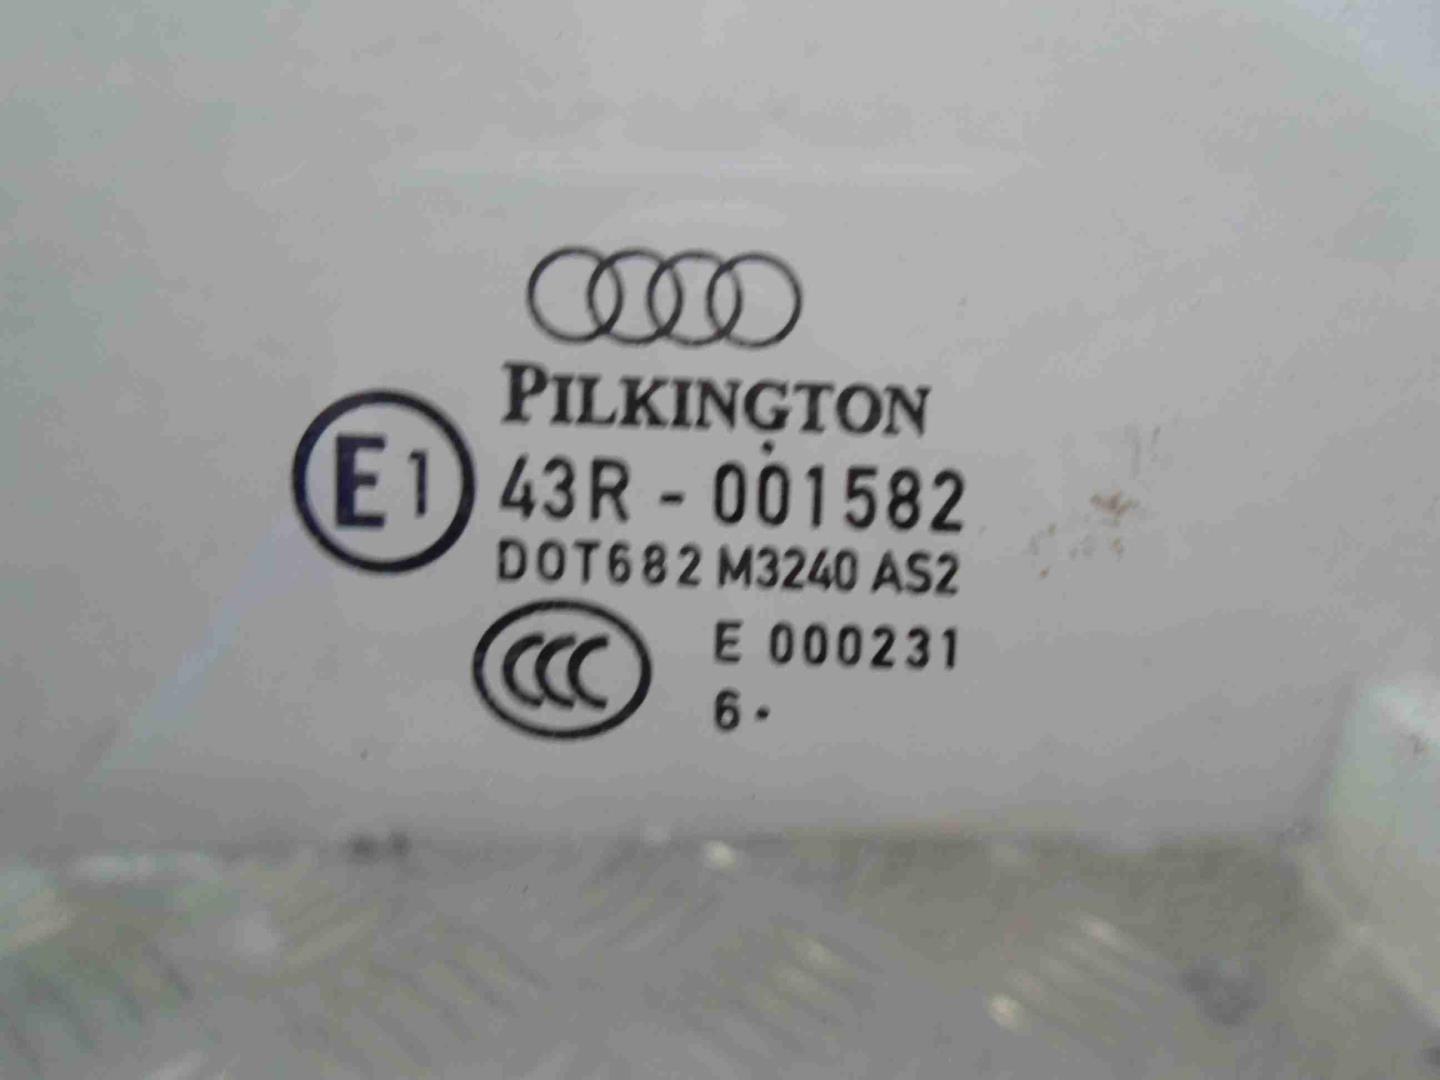 PILKINGTON
E1 43R - 001582
DOT682 M3240 AS2
CCC E 000231
6 ·